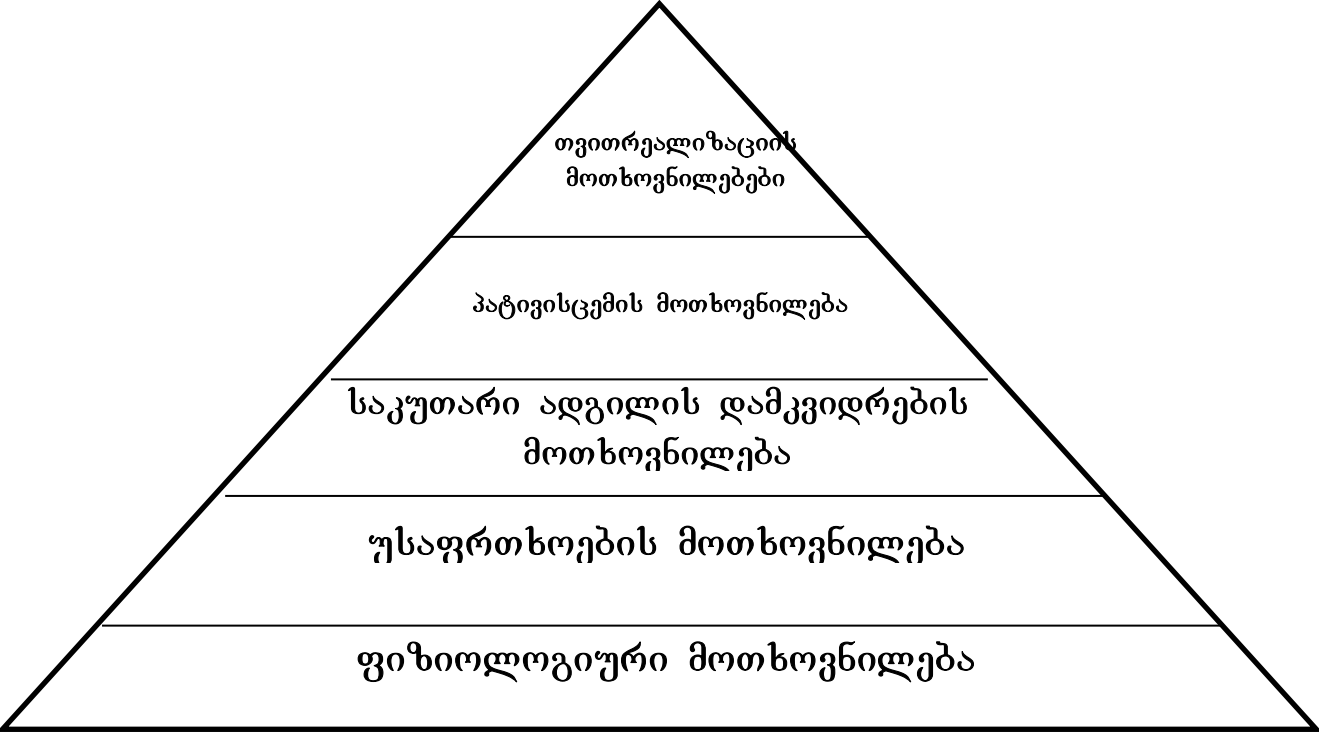 თვითრეალიზაციის
მოთხოვნილებები
პატივისცემის მოთხოვნილება
საკუთარი ადგილის დამკვიდრების
მოთხოვნილება
უსაფრთხოების მოთხოვნილება
ფიზიოლოგიური მოთხოვნილება